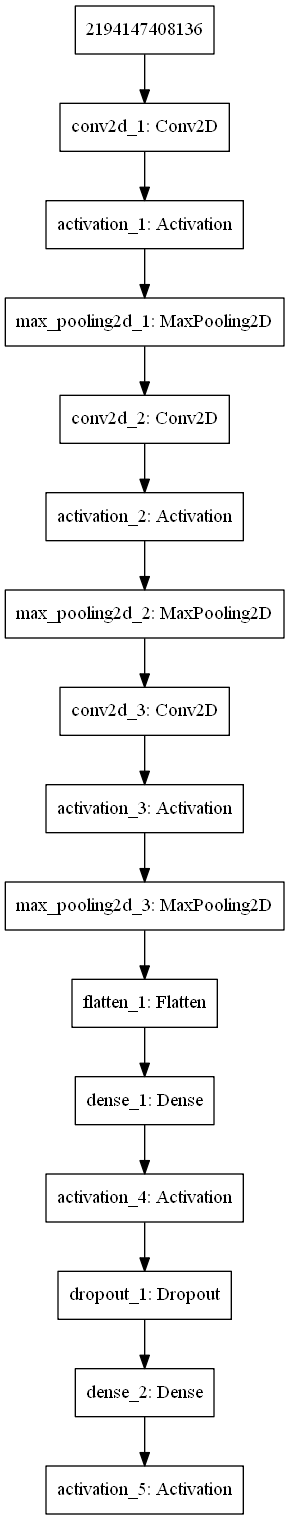 2194147408136
conv2d_1: Conv2D
activation_1: Activation
max_pooling2d_1: MaxPooling2D
conv2d_2: Conv2D
activation_2: Activation
max_pooling2d_2: MaxPooling2D
conv2d_3: Conv2D
activation_3: Activation
max_pooling2d_3: MaxPooling2D
flatten_1: Flatten
dense_1: Dense
activation_4: Activation
dropout_1: Dropout
dense_2: Dense
activation_5: Activation